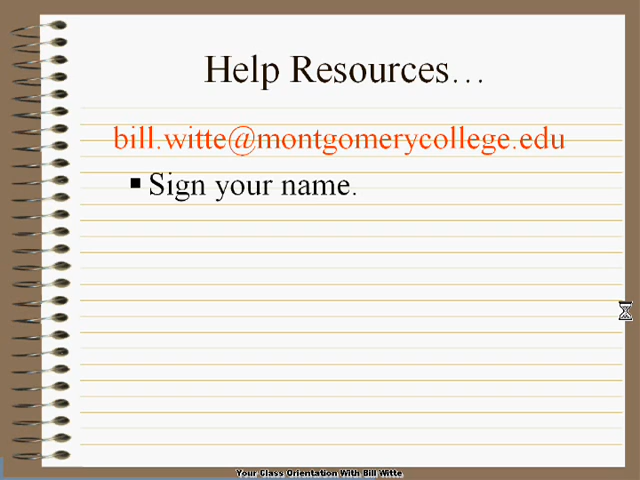 Help Resources…
bill.witte@montgomerycollege.edu
▪ Sign your name.
Your Class Orientation With Bill Witte